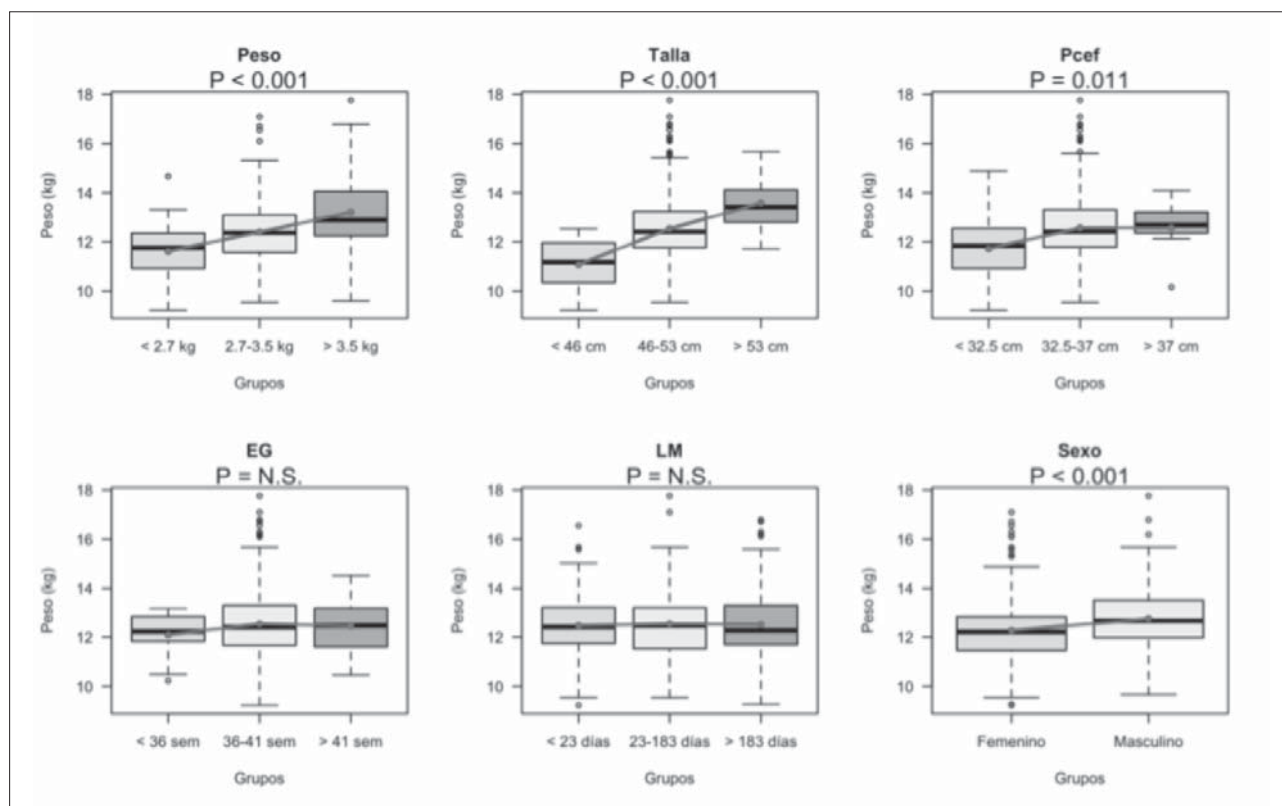 Peso
P < 0.001
Peso (kg)
18
16
14
12
10
< 2.7 kg 2.7-3.5 kg > 3.5 kg
Grupos
Talla
P < 0.001
Peso (kg)
18
16
14
12
10
< 46 cm 46-53 cm > 53 cm
Grupos
Pcef
P = 0.011
Peso (kg)
18
16
14
12
10
< 32.5 cm 32.5-37 cm > 37 cm
Grupos
EG
P = N.S.
Peso (kg)
18
16
14
12
10
< 36 sem 36-41 sem > 41 sem
Grupos
LM
P = N.S.
Peso (kg)
18
16
14
12
10
< 23 días 23-183 días > 183 días
Grupos
Sexo
P < 0.001
Peso (kg)
18
16
14
12
10
Femenino Masculino
Grupos